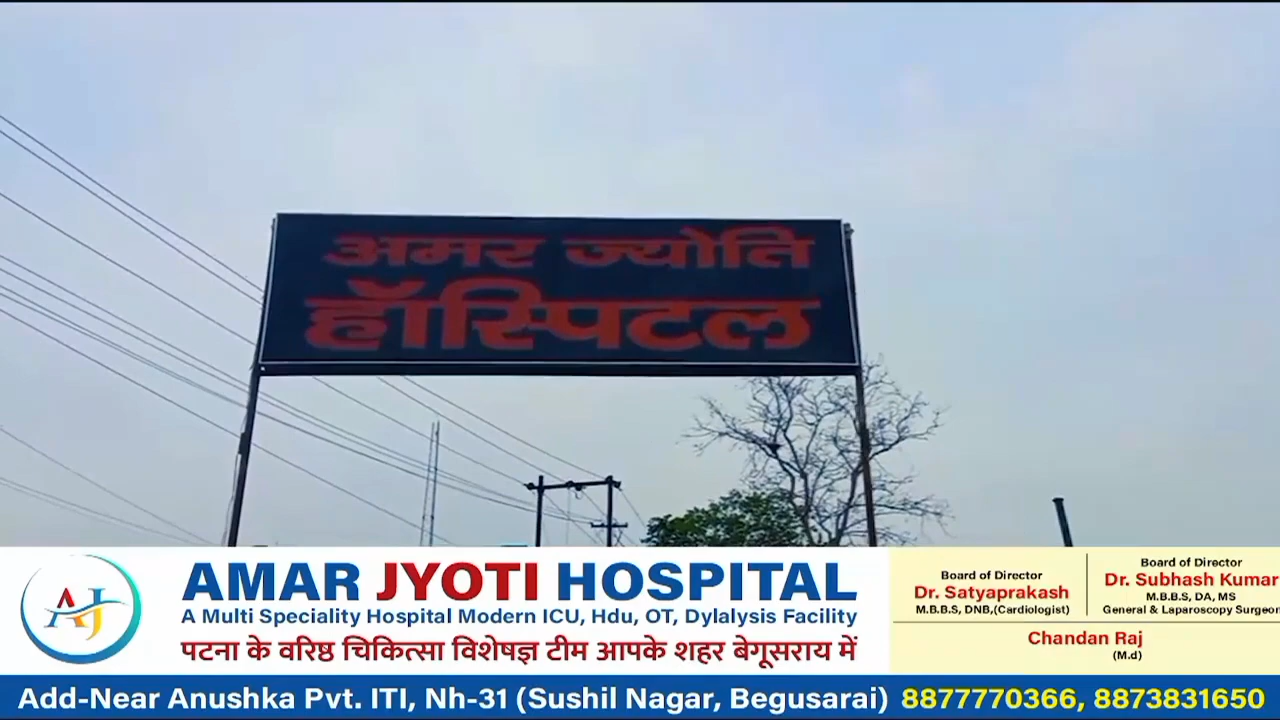 अमर ज्योति
हॉस्पिटल
AJ
AMAR JYOTI HOSPITAL
A Multi Speciality Hospital Modern ICU, Hdu, OT, Dylalysis Facility
पटना के वरिष्ठ चिकित्सा विशेषज्ञ टीम आपके शहर बेगूसराय में
Board of Director
Dr. Satyaprakash
M.B.B.S, DNB,(Cardiologist)
Board of Director
Dr. Subhash Kumar
M.B.B.S, DA, MS
General & Laparoscopy Surgeon
Chandan Raj
(M.d)
Add-Near Anushka Pvt. ITI, Nh-31 (Sushil Nagar, Begusarai) 8877770366, 8873831650